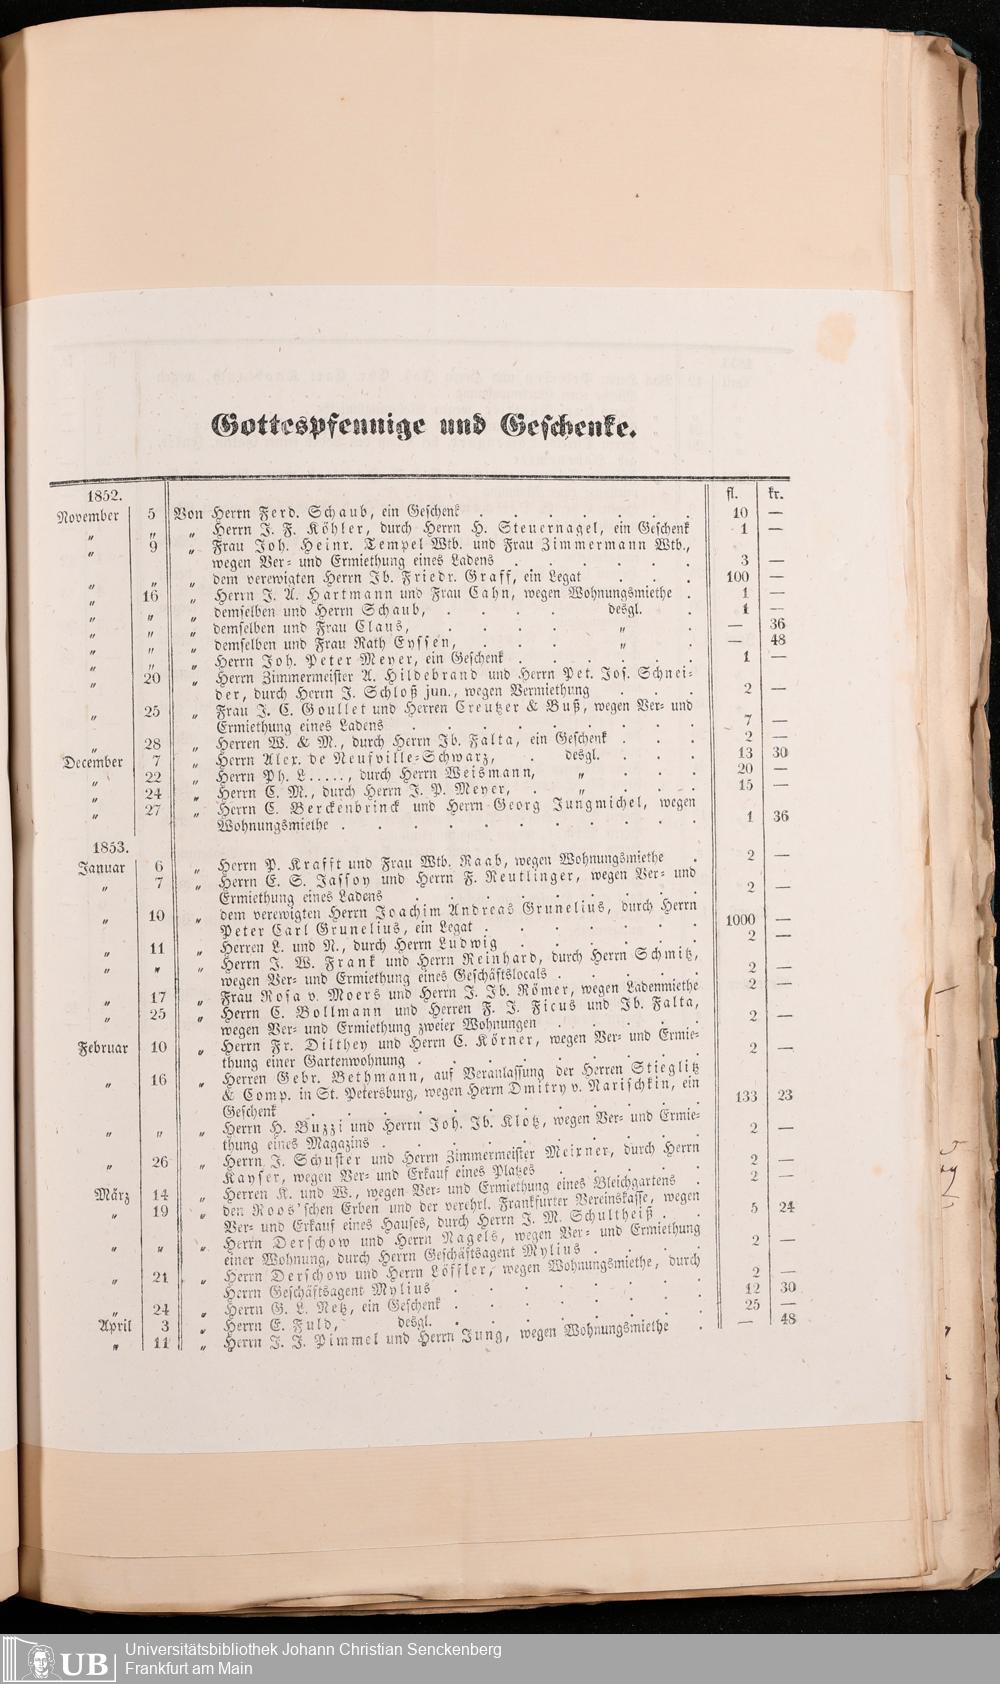 Gottespfennige und Geschenke.
1852. fl. kr.
November 5 Von Herrn Ferd. Schaub, ein Geschenk . . . . . . 10 —
„ „ „ Herrn J. F. Köhler, durch Herrn H. Steuernagel, ein Geschenk 1 —
„ 9 „ Frau Joh. Heinr. Tempel Wtb. und Frau Zimmermann Wtb.,
wegen Ver- und Ermiethung eines Ladens . . . . . . 3 —
„ „ „ dem verewigten Herrn Jb. Friedr. Graff, ein Legat . . . 100 —
„ 16 „ Herrn J. A. Hartmann und Frau Cahn, wegen Wohnungsmiethe . 1 —
„ „ „ demselben und Herrn Schaub, . . . . desgl. . 1 —
„ „ „ demselben und Frau Claus, . . . . „ . — 36
„ „ „ demselben und Frau Rath Eyssen, . . . „ . — 48
„ „ „ Herrn Joh. Peter Meyer, ein Geschenk . . . . . . 1 —
„ 20 „ Herrn Zimmermeister A. Hildebrand und Herrn Pet. Jos. Schnei-
der, durch Herrn J. Schloß jun., wegen Vermiethung . . . 2 —
„ 25 „ Frau J. C. Goullet und Herren Creutzer & Buß, wegen Ver- und
Ermiethung eines Ladens . . . . . . . . 7 —
„ 28 „ Herren W. & M., durch Herrn Jb. Falta, ein Geschenk . . . 2 —
December 7 „ Herrn Alex. de Neufville-Schwarz, . desgl. . . . 13 30
„ 22 „ Herrn Ph. L....., durch Herrn Weismann, „ . . . 20 —
„ 24 „ Herrn C. M., durch Herrn J. P. Meyer, . „ . . . 15 —
„ 27 „ Herrn C. Berckenbrinck und Herrn Georg Jungmichel, wegen
Wohnungsmiethe . . . . . . . . . . 1 36
1853.
Januar 6 „ Herrn P. Krafft und Frau Wtb. Raab, wegen Wohnungsmiethe . 2 —
„ 7 „ Herrn E. S. Jassoy und Herrn F. Reutlinger, wegen Ver- und
Ermiethung eines Ladens . . . . . . . . 2 —
„ 10 „ dem verewigten Herrn Joachim Andreas Grunelius, durch Herrn
Peter Carl Grunelius, ein Legat . . . . . . . 1000 —
„ 11 „ Herren L. und N., durch Herrn Ludwig . . . . . . 2 —
„ „ „ Herrn J. W. Frank und Herrn Reinhard, durch Herrn Schmitz,
wegen Ver- und Ermiethung eines Geschäftslocals . . . . . 2 —
„ 17 „ Frau Rosa v. Moers und Herrn J. Jb. Römer, wegen Ladenmiethe 2 —
„ 25 „ Herrn C. Bollmann und Herren F. J. Ficus und Jb. Falta,
wegen Ver- und Ermiethung zweier Wohnungen . . . . . 2 —
Februar 10 „ Herrn Fr. Dilthey und Herrn C. Körner, wegen Ver- und Ermie-
thung einer Gartenwohnung . . . . . . . . 2 —
„ 16 „ Herren Gebr. Bethmann, auf Veranlassung der Herren Stieglitz
& Comp. in St. Petersburg, wegen Herrn Dmitry v. Narischkin, ein
Geschenk . . . . . . . . . . . 133 23
„ „ „ Herrn H. Buzzi und Herrn Joh. Jb. Klotz, wegen Ver- und Ermie-
thung eines Magazins . . . . . . . . . 2 —
„ 26 „ Herrn J. Schuster und Herrn Zimmermeister Meixner, durch Herrn
Kayser, wegen Ver- und Erkauf eines Platzes . . . . . 2 —
März 14 „ Herren K. und W., wegen Ver- und Ermiethung eines Bleichgartens . 2 —
„ 19 „ den Roos'schen Erben und der verehrl. Frankfurter Vereinskasse, wegen
Ver- und Erkauf eines Hauses, durch Herrn J. M. Schultheiß . . 5 24
„ „ „ Herrn Derschow und Herrn Nagels, wegen Ver- und Ermiethung
einer Wohnung, durch Herrn Geschäftsagent Mylius . . . . 2 —
„ 21 „ Herrn Derschow und Herrn Löffler, wegen Wohnungsmiethe, durch
Herrn Geschäftsagent Mylius . . . . . . . 2 —
„ 24 „ Herrn G. L. Netz, ein Geschenk . . . . . . . 12 30
April 3 „ Herrn E. Fuld, desgl. . . . . . . 25 —
„ 11 „ Herrn J. J. Pimmel und Herrn Jung, wegen Wohnungsmiethe . — 48
UB Universitätsbibliothek Johann Christian Senckenberg
Frankfurt am Main